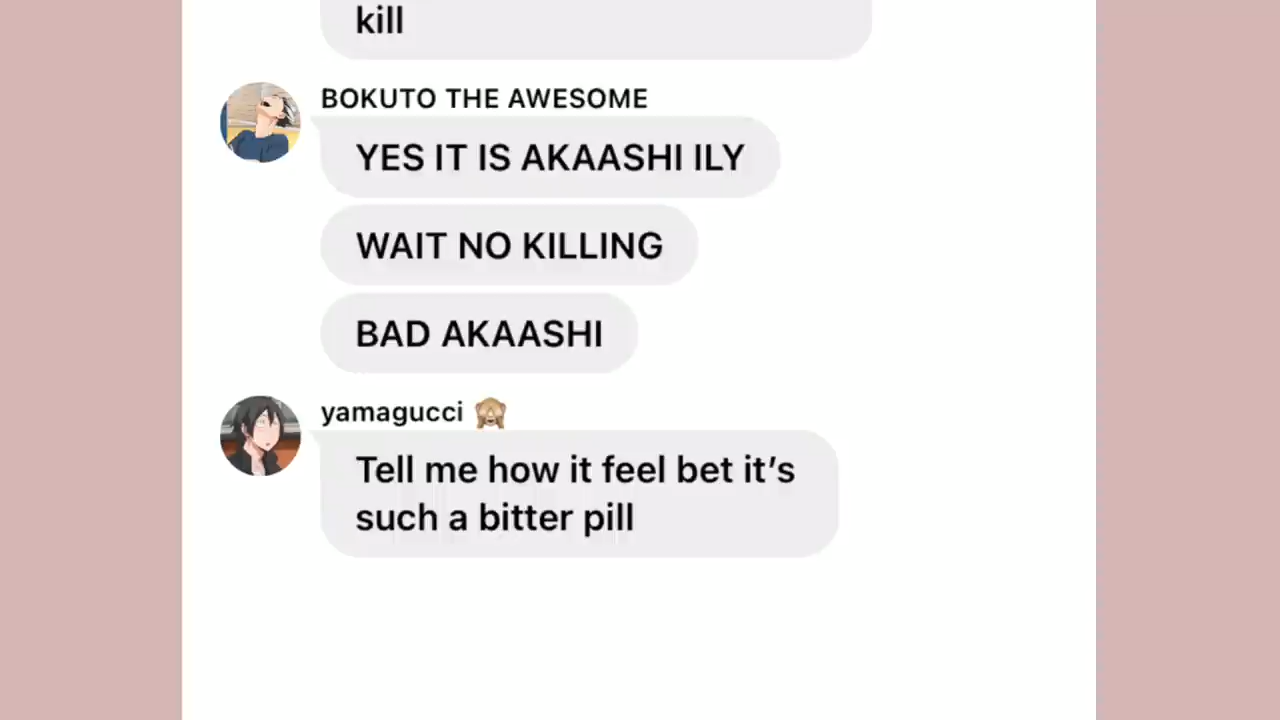 kill
BOKUTO THE AWESOME
YES IT IS AKAASHI ILY
WAIT NO KILLING
BAD AKAASHI
yamagucci 🙈
Tell me how it feel bet it’s
such a bitter pill